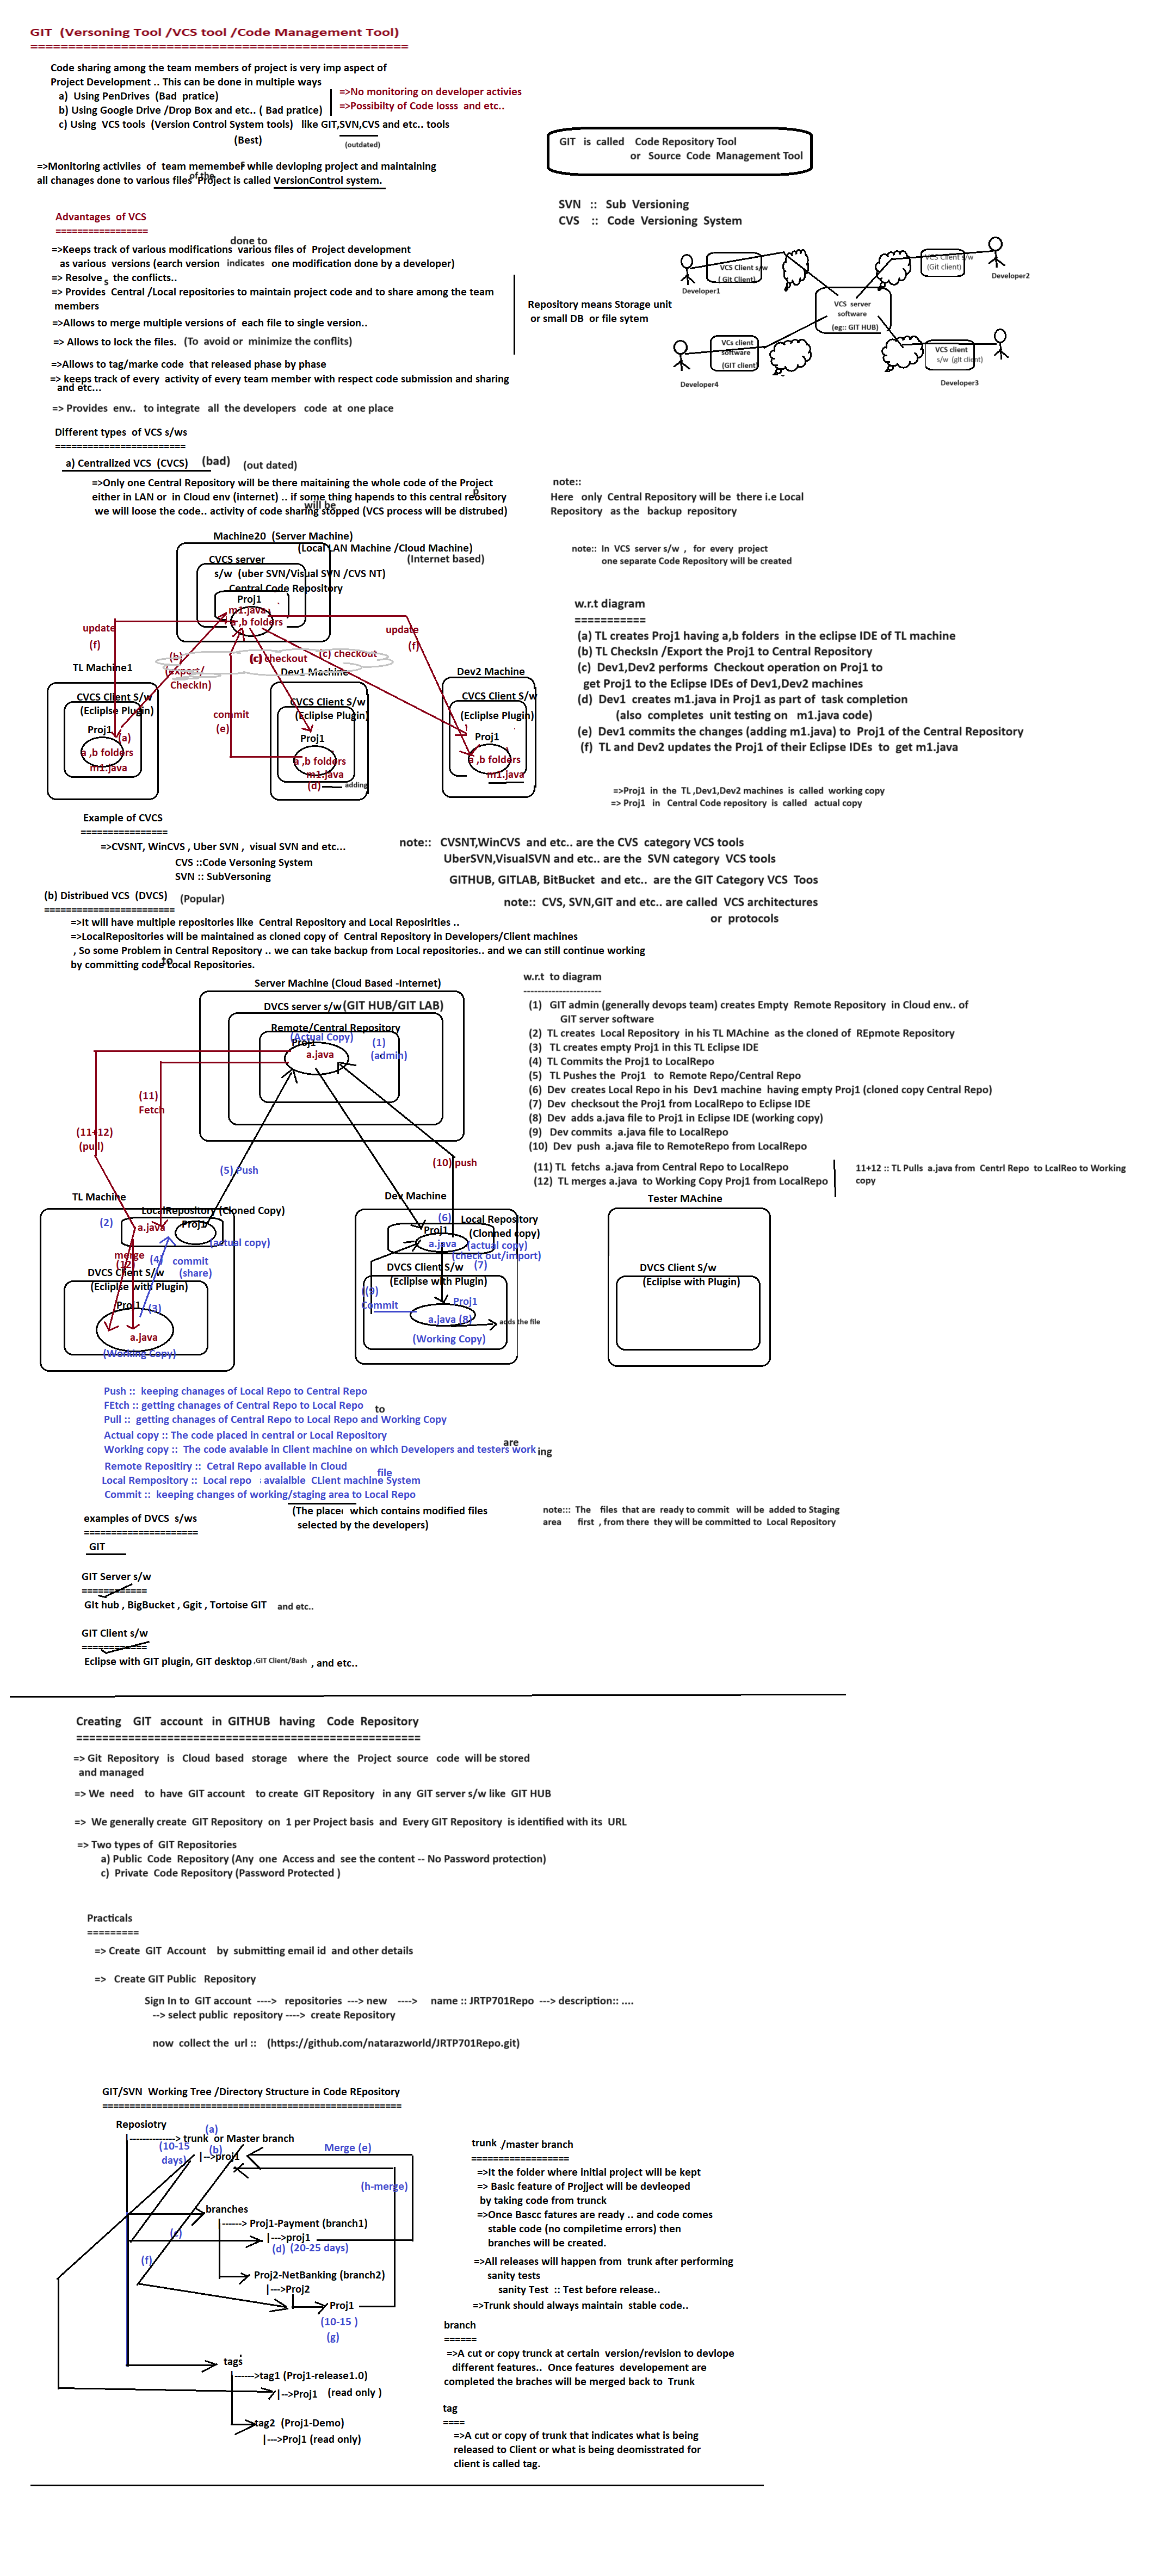 GIT (Versoning Tool /VCS tool /Code Management Tool)
==================================================
Code sharing among the team members of project is very imp aspect of
Project Development .. This can be done in multiple ways
a) Using PenDrives (Bad pratice)
b) Using Google Drive /Drop Box and etc.. ( Bad pratice)
c) Using VCS tools (Version Control System tools) like GIT,SVN,CVS and etc.. tools
(Best)
(outdated)
=>No monitoring on developer activies
=>Possibilty of Code losss and etc..
GIT is called Code Repository Tool
or Source Code Management Tool
=>Monitoring activiies of team memembers while devloping project and maintaining
all chanages done to various files of the Project is called VersionControl system.
SVN :: Sub Versioning
CVS :: Code Versioning System
Advantages of VCS
=================
=>Keeps track of various modifications done to various files of Project development
as various versions (earch version indicates one modification done by a developer)
=> Resolves the conflicts..
=> Provides Central /Local repositories to maintain project code and to share among the team
members
=>Allows to merge multiple versions of each file to single version..
=> Allows to lock the files. (To avoid or minimize the conflits)
=>Allows to tag/marke code that released phase by phase
=> keeps track of every activity of every team member with respect code submission and sharing
and etc...
=> Provides env.. to integrate all the developers code at one place
Repository means Storage unit
or small DB or file sytem
VCS Client s/w
( Git Client)
Developer1
VCS Client s/w
(Git client)
Developer2
VCS server
software
(eg:: GIT HUB)
VCs client
software
(GIT client)
Developer4
VCS client
s/w (git client)
Developer3
Different types of VCS s/ws
========================
a) Centralized VCS (CVCS) (bad) (out dated)
=>Only one Central Repository will be there maitaining the whole code of the Project
either in LAN or in Cloud env (internet) .. if some thing hapends to this central repository
we will loose the code.. activity of code sharing will be stopped (VCS process will be distrubed)
note::
Here only Central Repository will be there i.e Local
Repository as the backup repository
note:: In VCS server s/w , for every project
one separate Code Repository will be created
Machine20 (Server Machine)
(Local LAN Machine /Cloud Machine)
(Internet based)
CVCS server
s/w (uber SVN/Visual SVN /CVS NT)
Central Code Repository
Proj1
m1.java
a ,b folders
update
(f)
update
(f)
(b)
(export/
CheckIn)
(c) checkout
(c) checkout
TL Machine1
CVCS Client S/w
(Eciplse Plugin)
Proj1
(a)
a ,b folders
m1.java
commit
(e)
Dev1 Machine
CVCS Client S/w
(Eciplse Plugin)
Proj1
a ,b folders
m1.java
(d)
adding
Dev2 Machine
CVCS Client S/w
(Eciplse Plugin)
Proj1
a ,b folders
m1.java
w.r.t diagram
===========
(a) TL creates Proj1 having a,b folders in the eclipse IDE of TL machine
(b) TL ChecksIn /Export the Proj1 to Central Repository
(c) Dev1,Dev2 performs Checkout operation on Proj1 to
get Proj1 to the Eclipse IDEs of Dev1,Dev2 machines
(d) Dev1 creates m1.java in Proj1 as part of task completion
(also completes unit testing on m1.java code)
(e) Dev1 commits the changes (adding m1.java) to Proj1 of the Central Repository
(f) TL and Dev2 updates the Proj1 of their Eclipse IDEs to get m1.java
=>Proj1 in the TL ,Dev1,Dev2 machines is called working copy
=> Proj1 in Central Code repository is called actual copy
Example of CVCS
================
=>CVSNT, WinCVS , Uber SVN , visual SVN and etc...
CVS ::Code Versoning System
SVN :: SubVersoning
note:: CVSNT,WinCVS and etc.. are the CVS category VCS tools
UberSVN,VisualSVN and etc.. are the SVN category VCS tools
GITHUB, GITLAB, BitBucket and etc.. are the GIT Category VCS Toos
note:: CVS, SVN,GIT and etc.. are called VCS architectures
or protocols
(b) Distribued VCS (DVCS) (Popular)
========================
=>It will have multiple repositories like Central Repository and Local Reposirities ..
=>LocalRepositories will be maintained as cloned copy of Central Repository in Developers/Client machines
, So some Problem in Central Repository .. we can take backup from Local repositories.. and we can still continue working
by committing code to Local Repositories.
Server Machine (Cloud Based -Internet)
DVCS server s/w (GIT HUB/GIT LAB)
Remote/Central Repository
(Actual Copy)
Proj1
a.java
(1)
(admin)
(11)
Fetch
(11+12)
(pull)
(5) Push
(10) push
TL Machine
LocalRepository (Cloned Copy)
(2)
a.java
Proj1
(actual copy)
merge
(12)
(4)
commit
(share)
DVCS Client S/w
(Eciplse with Plugin)
Proj1
(3)
a.java
(Working Copy)
Dev Machine
(6)
Local Repository
(Clonned copy)
Proj1
a.java
(actual copy)
(check out/import)
(7)
DVCS Client S/w
(Eciplse with Plugin)
(9)
Commit
Proj1
a.java (8)
adds the file
(Working Copy)
Tester MAchine
DVCS Client S/w
(Eciplse with Plugin)
w.r.t to diagram
----------------------
(1) GIT admin (generally devops team) creates Empty Remote Repository in Cloud env.. of
GIT server software
(2) TL creates Local Repository in his TL MAchine as the cloned of REpmote Repository
(3) TL creates empty Proj1 in this TL Eclipse IDE
(4) TL Commits the Proj1 to LocalRepo
(5) TL Pushes the Proj1 to Remote Repo/Central Repo
(6) Dev creates Local Repo in his Dev1 machine having empty Proj1 (cloned copy Central Repo)
(7) Dev checksout the Proj1 from LocalRepo to Eclipse IDE
(8) Dev adds a.java file to Proj1 in Eclipse IDE (working copy)
(9) Dev commits a.java file to LocalRepo
(10) Dev push a.java file to RemoteRepo from LocalRepo
(11) TL fetchs a.java from Central Repo to LocalRepo
(12) TL merges a.java to Working Copy Proj1 from LocalRepo
11+12 :: TL Pulls a.java from Centrl Repo to LcalReo to Working
copy
Push :: keeping chanages of Local Repo to Central Repo
FEtch :: getting chanages of Central Repo to Local Repo
Pull :: getting chanages of Central Repo to Local Repo and to Working Copy
Actual copy :: The code placed in central or Local Repository
Working copy :: The code avaiable in Client machine on which Developers and testers are working
Remote Repositiry :: Cetral Repo available in Cloud
Local Rempository :: Local repo avaialble CLient machine file System
Commit :: keeping changes of working/staging area to Local Repo
(The place which contains modified files
selected by the developers)
note::: The files that are ready to commit will be added to Staging
area first , from there they will be committed to Local Repository
examples of DVCS s/ws
=====================
GIT
GIT Server s/w
============
GIt hub , BigBucket , Ggit , Tortoise GIT and etc..
GIT Client s/w
============
Eclipse with GIT plugin, GIT desktop ,GIT Client/Bash , and etc..
Creating GIT account in GITHUB having Code Repository
=====================================================
=> Git Repository is Cloud based storage where the Project source code will be stored
and managed
=> We need to have GIT account to create GIT Repository in any GIT server s/w like GIT HUB
=> We generally create GIT Repository on 1 per Project basis and Every GIT Repository is identified with its URL
=> Two types of GIT Repositories
a) Public Code Repository (Any one Access and see the content -- No Password protection)
c) Private Code Repository (Password Protected )
Practicals
=========
=> Create GIT Account by submitting email id and other details
=> Create GIT Public Repository
Sign In to GIT account ----> repositories ---> new ----> name :: JRTP701Repo ---> description:: ....
--> select public repository ----> create Repository
now collect the url :: (https://github.com/natarazworld/JRTP701Repo.git)
GIT/SVN Working Tree /Directory Structure in Code REpository
=======================================================
Reposiotry
|--------------> trunk or Master branch
(a)
(10-15
days)
(b)
|-->proj1
Merge (e)
(h-merge)
branches
|------> Proj1-Payment (branch1)
(c)
|--->proj1
(d) (20-25 days)
(f)
Proj2-NetBanking (branch2)
|--->Proj2
Proj1
(10-15 )
(g)
tags
|------>tag1 (Proj1-release1.0)
|-->Proj1 (read only )
tag2 (Proj1-Demo)
|--->Proj1 (read only)
trunk /master branch
==================
=>It the folder where initial project will be kept
=> Basic feature of Projject will be devleoped
by taking code from trunck
=>Once Bascc fatures are ready .. and code comes
stable code (no compiletime errors) then
branches will be created.
=>All releases will happen from trunk after performing
sanity tests
sanity Test :: Test before release..
=>Trunk should always maintain stable code..
branch
======
=>A cut or copy trunck at certain version/revision to devlope
different features.. Once features developement are
completed the braches will be merged back to Trunk
tag
====
=>A cut or copy of trunk that indicates what is being
released to Client or what is being deomisstrated for
client is called tag.